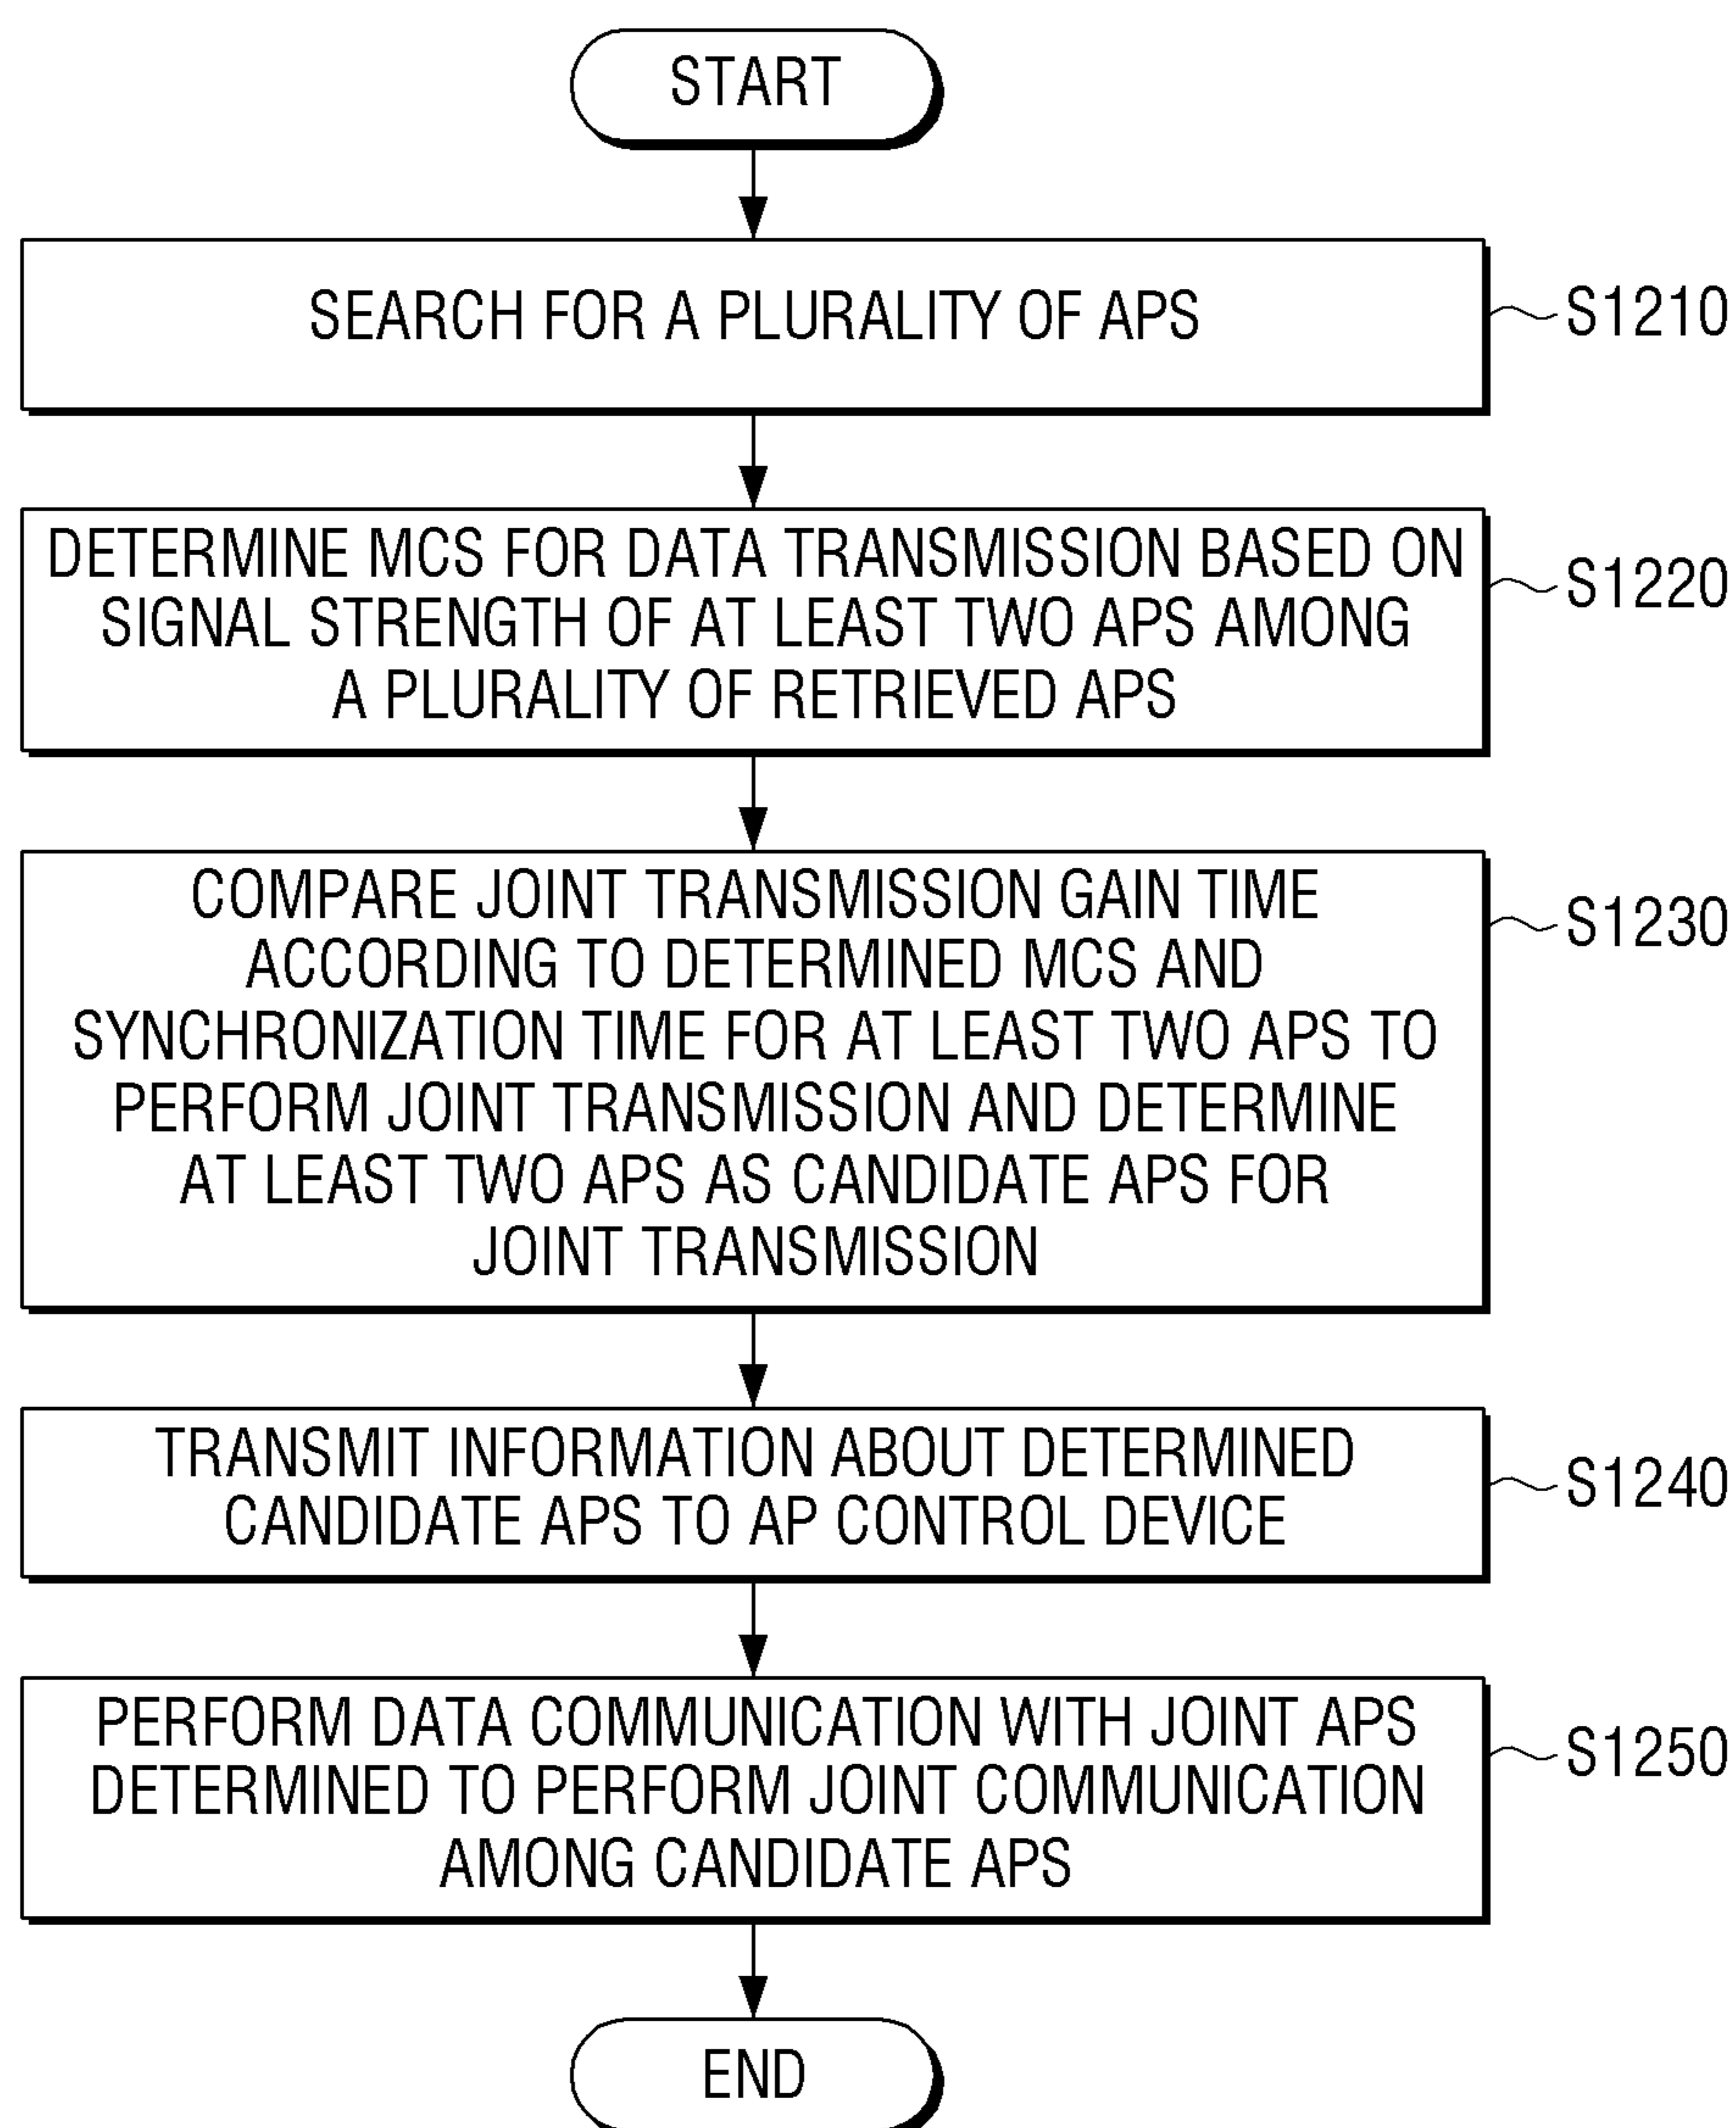 START
SEARCH FOR A PLURALITY OF APS
S1210
DETERMINE MCS FOR DATA TRANSMISSION BASED ON
SIGNAL STRENGTH OF AT LEAST TWO APS AMONG
A PLURALITY OF RETRIEVED APS
S1220
COMPARE JOINT TRANSMISSION GAIN TIME
ACCORDING TO DETERMINED MCS AND
SYNCHRONIZATION TIME FOR AT LEAST TWO APS TO
PERFORM JOINT TRANSMISSION AND DETERMINE
AT LEAST TWO APS AS CANDIDATE APS FOR
JOINT TRANSMISSION
S1230
TRANSMIT INFORMATION ABOUT DETERMINED
CANDIDATE APS TO AP CONTROL DEVICE
S1240
PERFORM DATA COMMUNICATION WITH JOINT APS
DETERMINED TO PERFORM JOINT COMMUNICATION
AMONG CANDIDATE APS
S1250
END